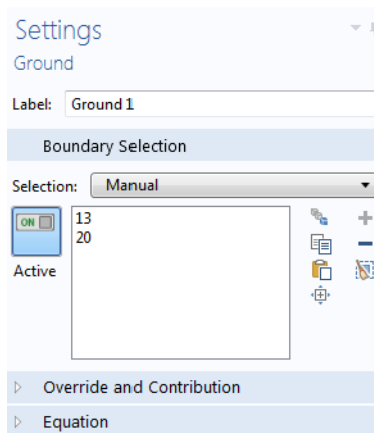 Settings
Ground
Label: Ground 1
Boundary Selection
Selection: Manual
ON
13
20
Active
Override and Contribution
Equation